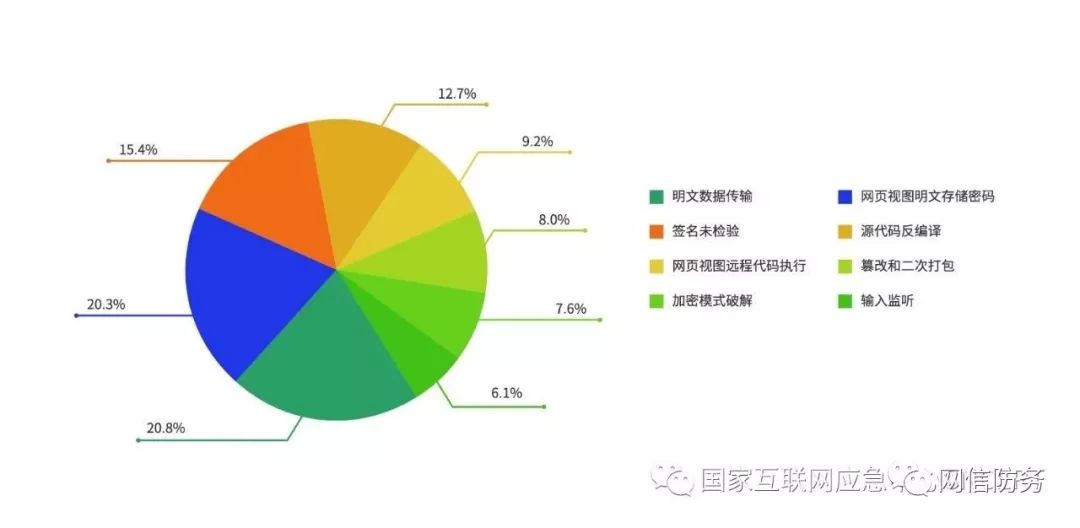 12.7%
15.4%
9.2%
8.0%
20.3%
7.6%
6.1%
20.8%
明文数据传输
网页视图明文存储密码
签名未检验
源代码反编译
网页视图远程代码执行
篡改和二次打包
加密模式破解
输入监听
国家互联网应急
网信防务